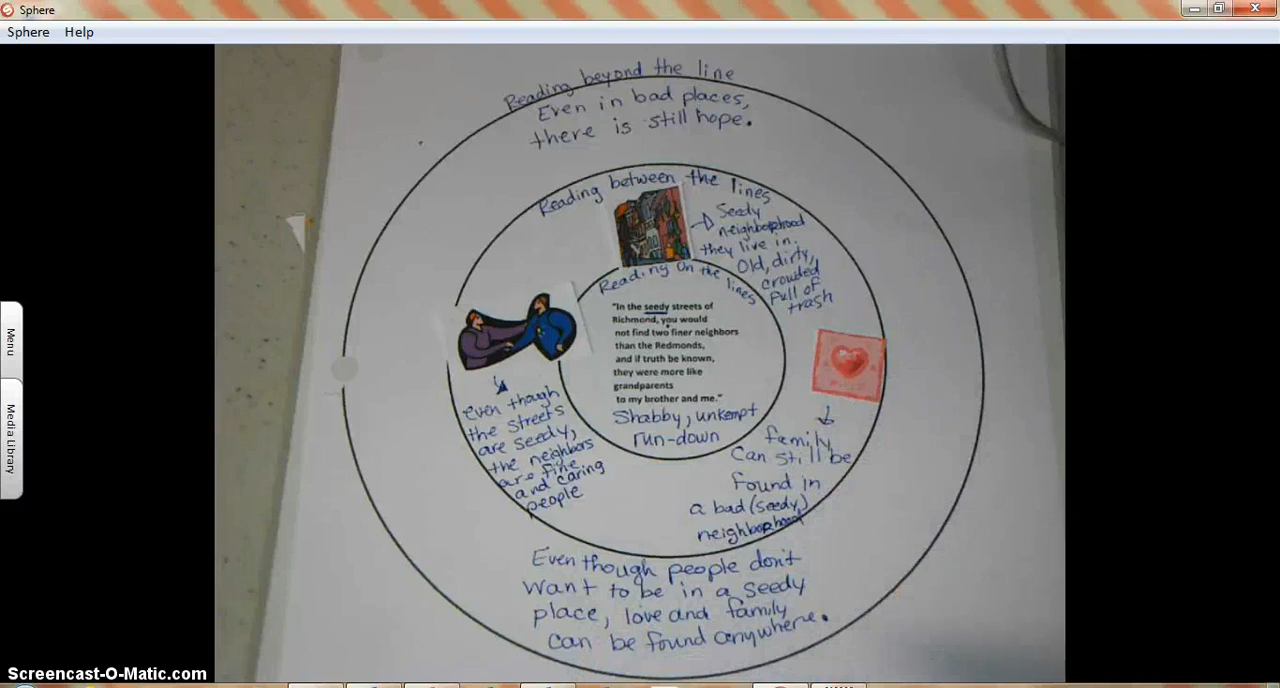 Sphere
Sphere Help
Menu
Media Library
Reading beyond the line
Even in bad places,
there is still hope.
Reading between the lines
Seedy
neighborhood
they live in.
Old, dirty,
crowded
full of
trash
Reading on the lines
"In the seedy streets of
Richmond, you would
not find two finer neighbors
than the Redmonds,
and if truth be known,
they were more like
grandparents
to my brother and me."
Shabby, unkempt
run-down
even though
the streets
are seedy,
the neighbors
are fine
and caring
people
family
can still be
found in
a bad (seedy)
neighborhood
Even though people don't
want to be in a seedy
place, love and family
can be found anywhere.
Screencast-O-Matic.com